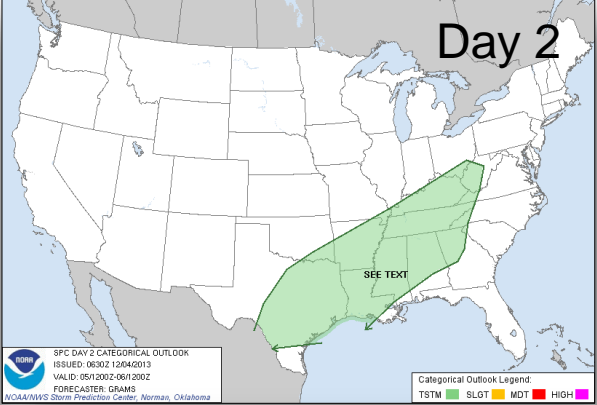 Day 2
SEE TEXT
NOAA
SPC DAY 2 CATEGORICAL OUTLOOK
ISSUED: 0630Z 12/04/2013
VALID: 05/1200Z-06/1200Z
FORECASTER: GRAMS
NOAA/NWS Storm Prediction Center, Norman, Oklahoma
Categorical Outlook Legend:
TSTM SLGT MDT HIGH